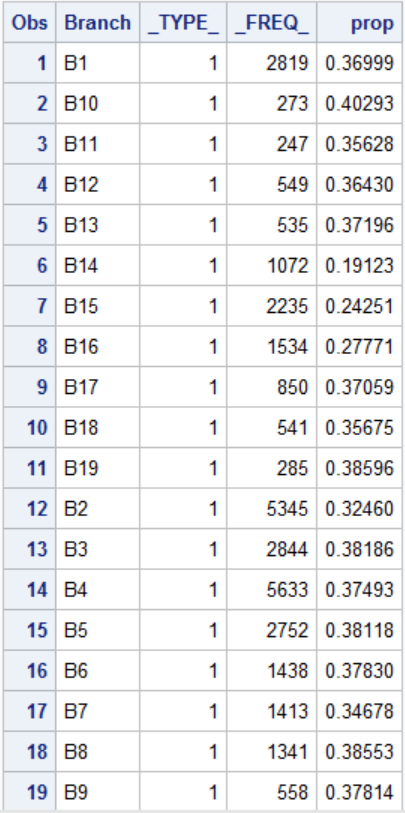 Obs Branch _TYPE_ _FREQ_ prop
1 B1 1 2819 0.36999
2 B10 1 273 0.40293
3 B11 1 247 0.35628
4 B12 1 549 0.36430
5 B13 1 535 0.37196
6 B14 1 1072 0.19123
7 B15 1 2235 0.24251
8 B16 1 1534 0.27771
9 B17 1 850 0.37059
10 B18 1 541 0.35675
11 B19 1 285 0.38596
12 B2 1 5345 0.32460
13 B3 1 2844 0.38186
14 B4 1 5633 0.37493
15 B5 1 2752 0.38118
16 B6 1 1438 0.37830
17 B7 1 1413 0.34678
18 B8 1 1341 0.38553
19 B9 1 558 0.37814